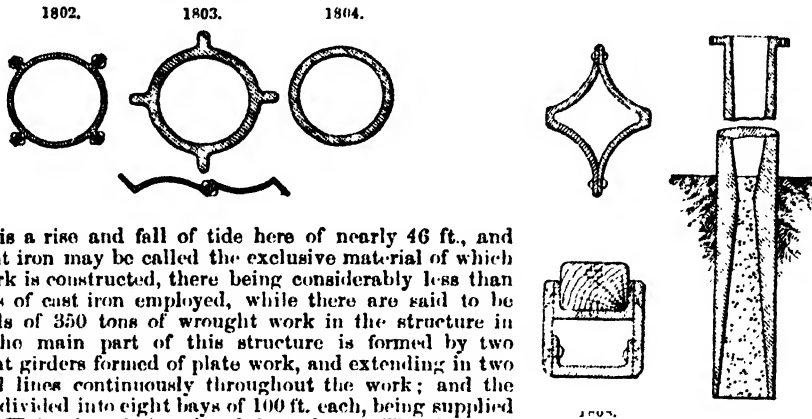 1802. 1803. 1804.
is a rise and fall of tide here of nearly 46 ft., and
t iron may be called the exclusive material of which
rk is constructed, there being considerably less than
s of cast iron employed, while there are said to be
ls of 350 tons of wrought work in the structure in
he main part of this structure is formed by two
t girders formed of plate work, and extending in two
l lines continuously throughout the work; and the
divided into eight bays of 100 ft. each, being supplied